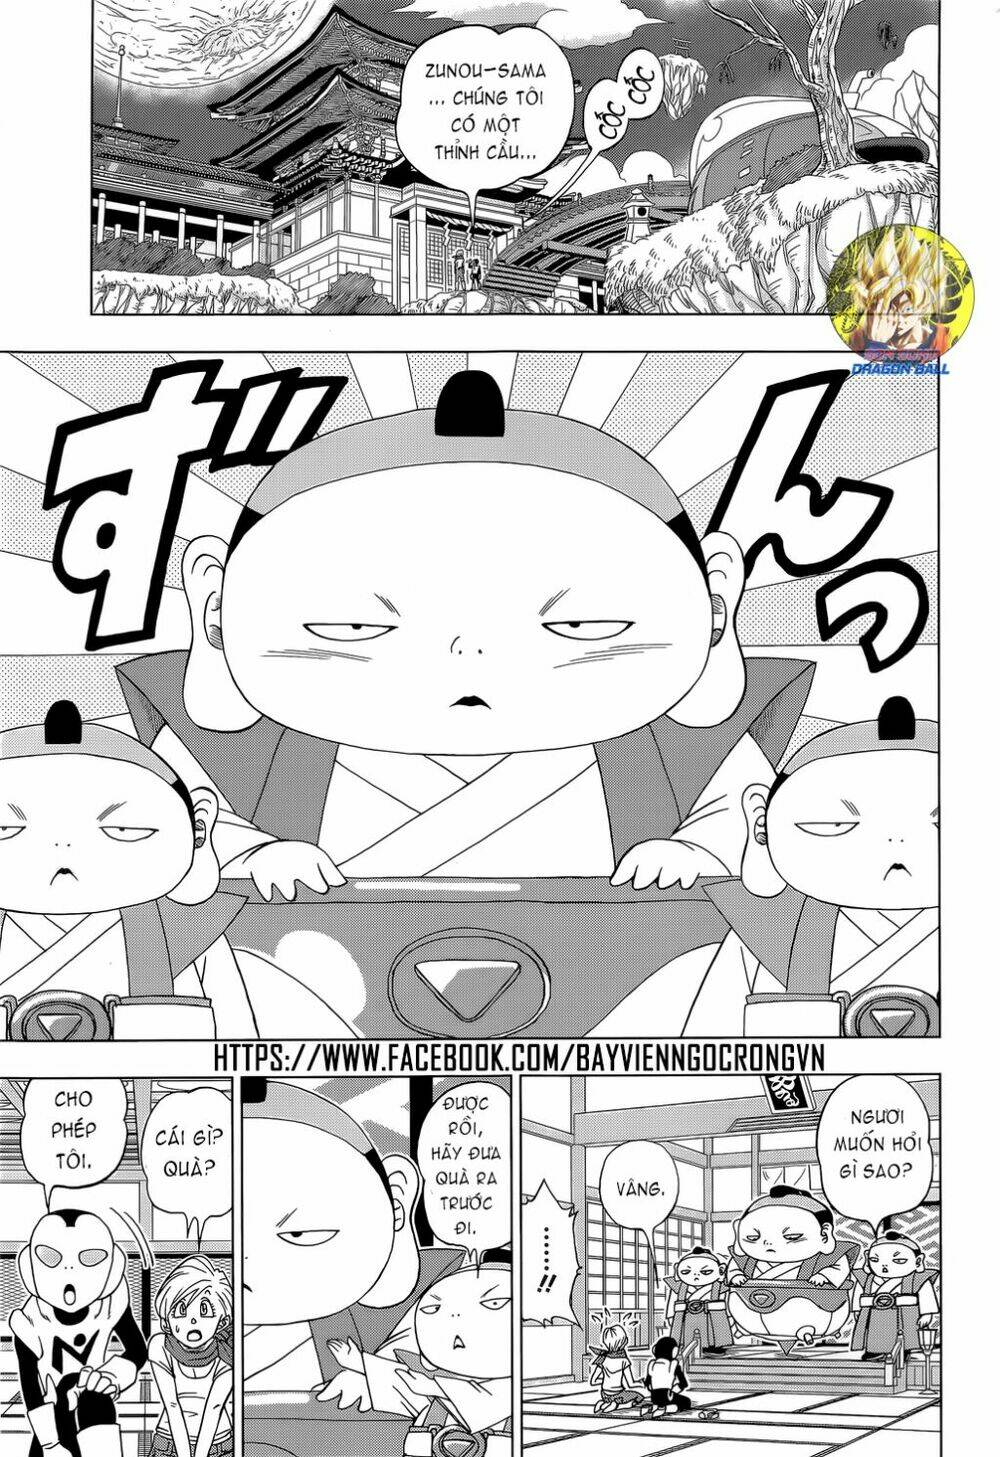 ZUNOU-SAMA
... CHÚNG TÔI
CÓ MỘT
THỈNH CẦU...
CỐC CỐC
SON GOKU
DRAGON BALL
ずんっ
HTTPS://WWW.FACEBOOK.COM/BAYVIENNGOCRONGVN
NGƯƠI
MUỐN HỎI
GÌ SAO?
VÂNG.
......!!
ĐƯỢC
RỒI,
HÃY ĐƯA
QUÀ RA
TRƯỚC
ĐI.
CÁI GÌ?
QUÀ?
CHO
PHÉP
TÔI.